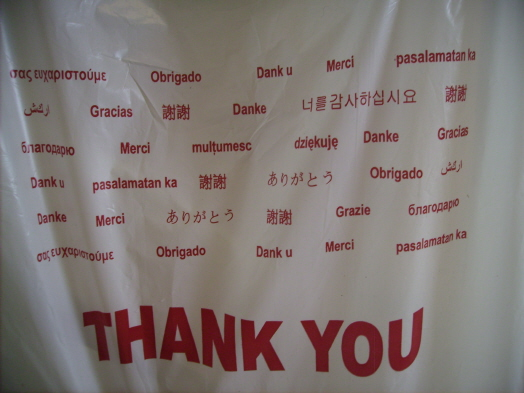 σας ευχαριστούμε Obrigado Dank u Merci pasalamatan ka
Gracias 謝謝 Danke 너를 감사하십시요 謝謝
благодарю Merci mulţumesc dziękuję Danke Gracias
Dank u pasalamatan ka 謝謝 ありがとう Obrigado
Danke Merci ありがとう 謝謝 Grazie благодарю
σας ευχαριστούμε Obrigado Dank u Merci pasalamatan ka
THANK YOU